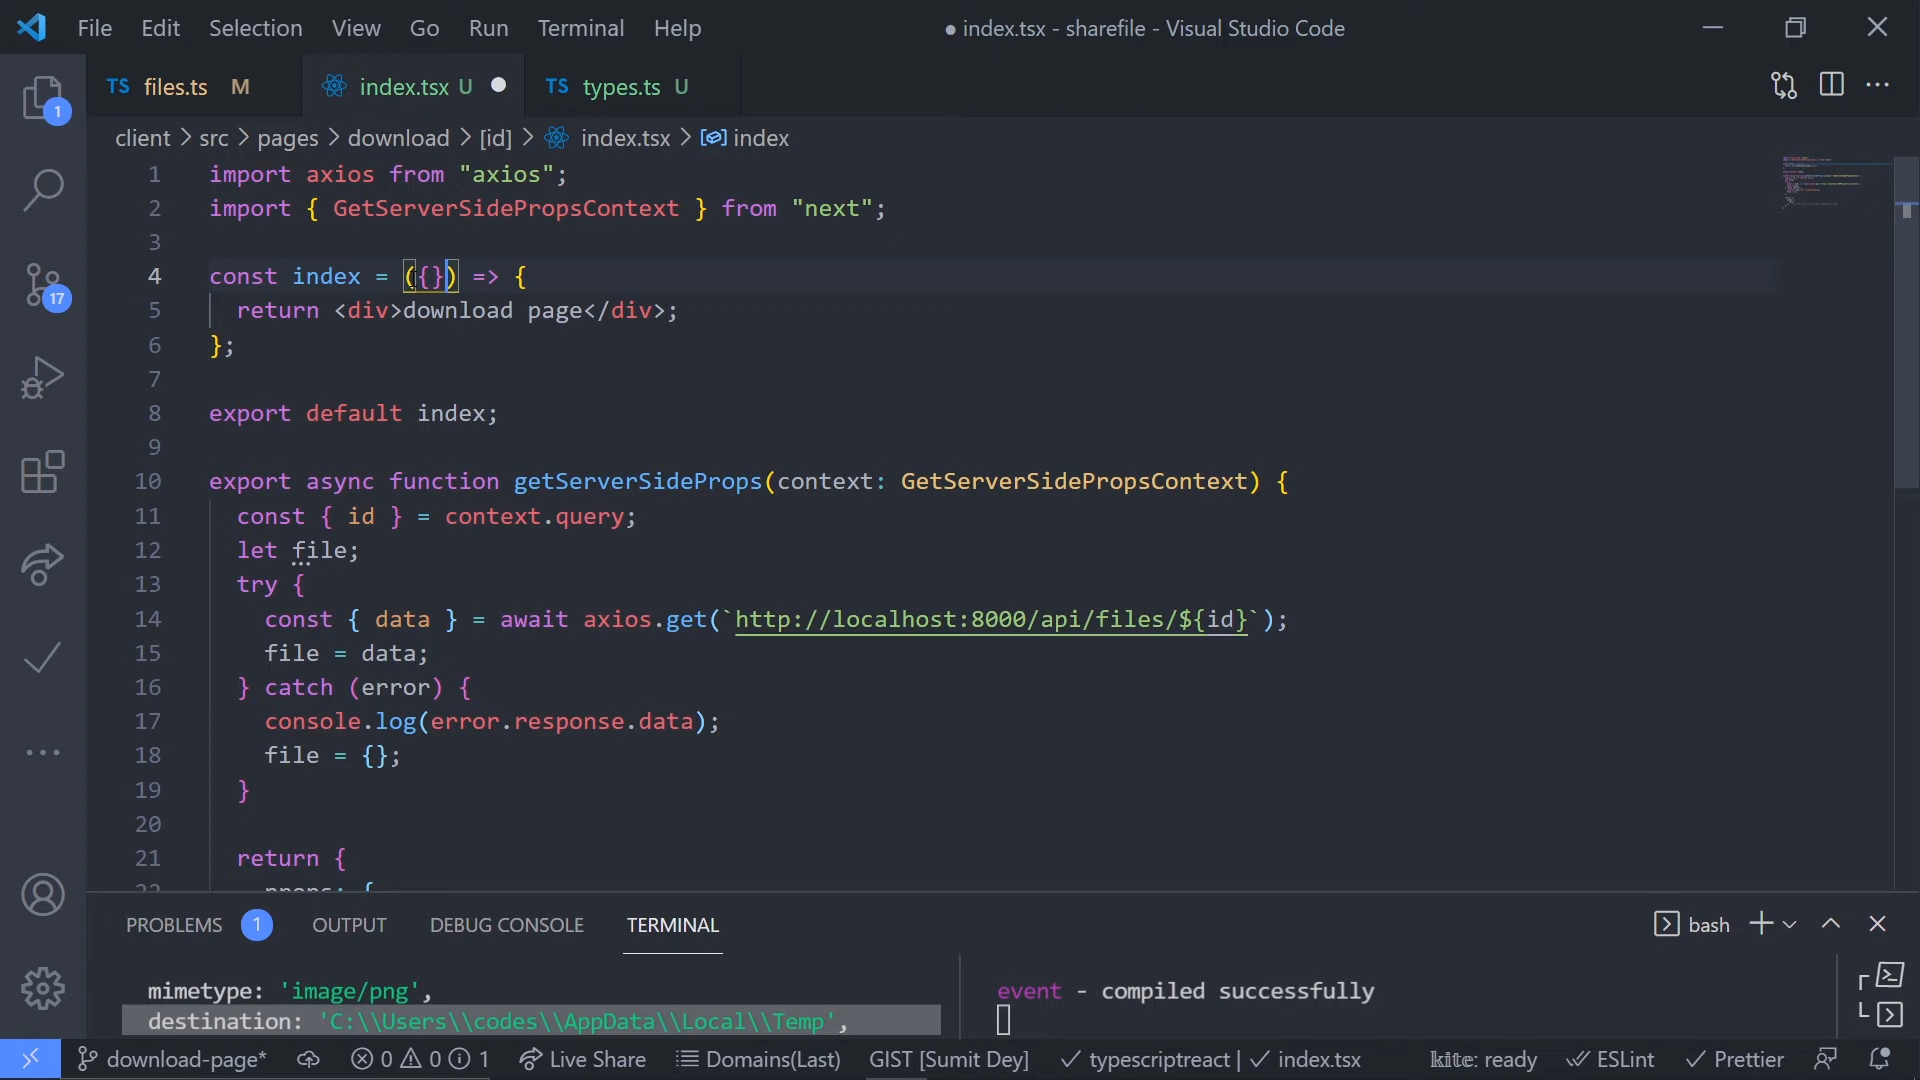 File Edit Selection View Go Run Terminal Help ● index.tsx - sharefile - Visual Studio Code
TS files.ts M index.tsx U TS types.ts U
client > src > pages > download > [id] > index.tsx > index
1 import axios from "axios";
2 import { GetServerSidePropsContext } from "next";
3
4 const index = ({}) => {
5 return <div>download page</div>;
6 };
7
8 export default index;
9
10 export async function getServerSideProps(context: GetServerSidePropsContext) {
11 const { id } = context.query;
12 let file;
13 try {
14 const { data } = await axios.get(`http://localhost:8000/api/files/${id}`);
15 file = data;
16 } catch (error) {
17 console.log(error.response.data);
18 file = {};
19 }
20
21 return {
22 props: {
1
17
PROBLEMS 1 OUTPUT DEBUG CONSOLE TERMINAL bash
mimetype: 'image/png',
destination: 'C:\\Users\\codes\\AppData\\Local\\Temp',
event - compiled successfully
download-page* 0 0 1 Live Share Domains(Last) GIST [Sumit Dey] typescriptreact | index.tsx kite: ready ESLint Prettier